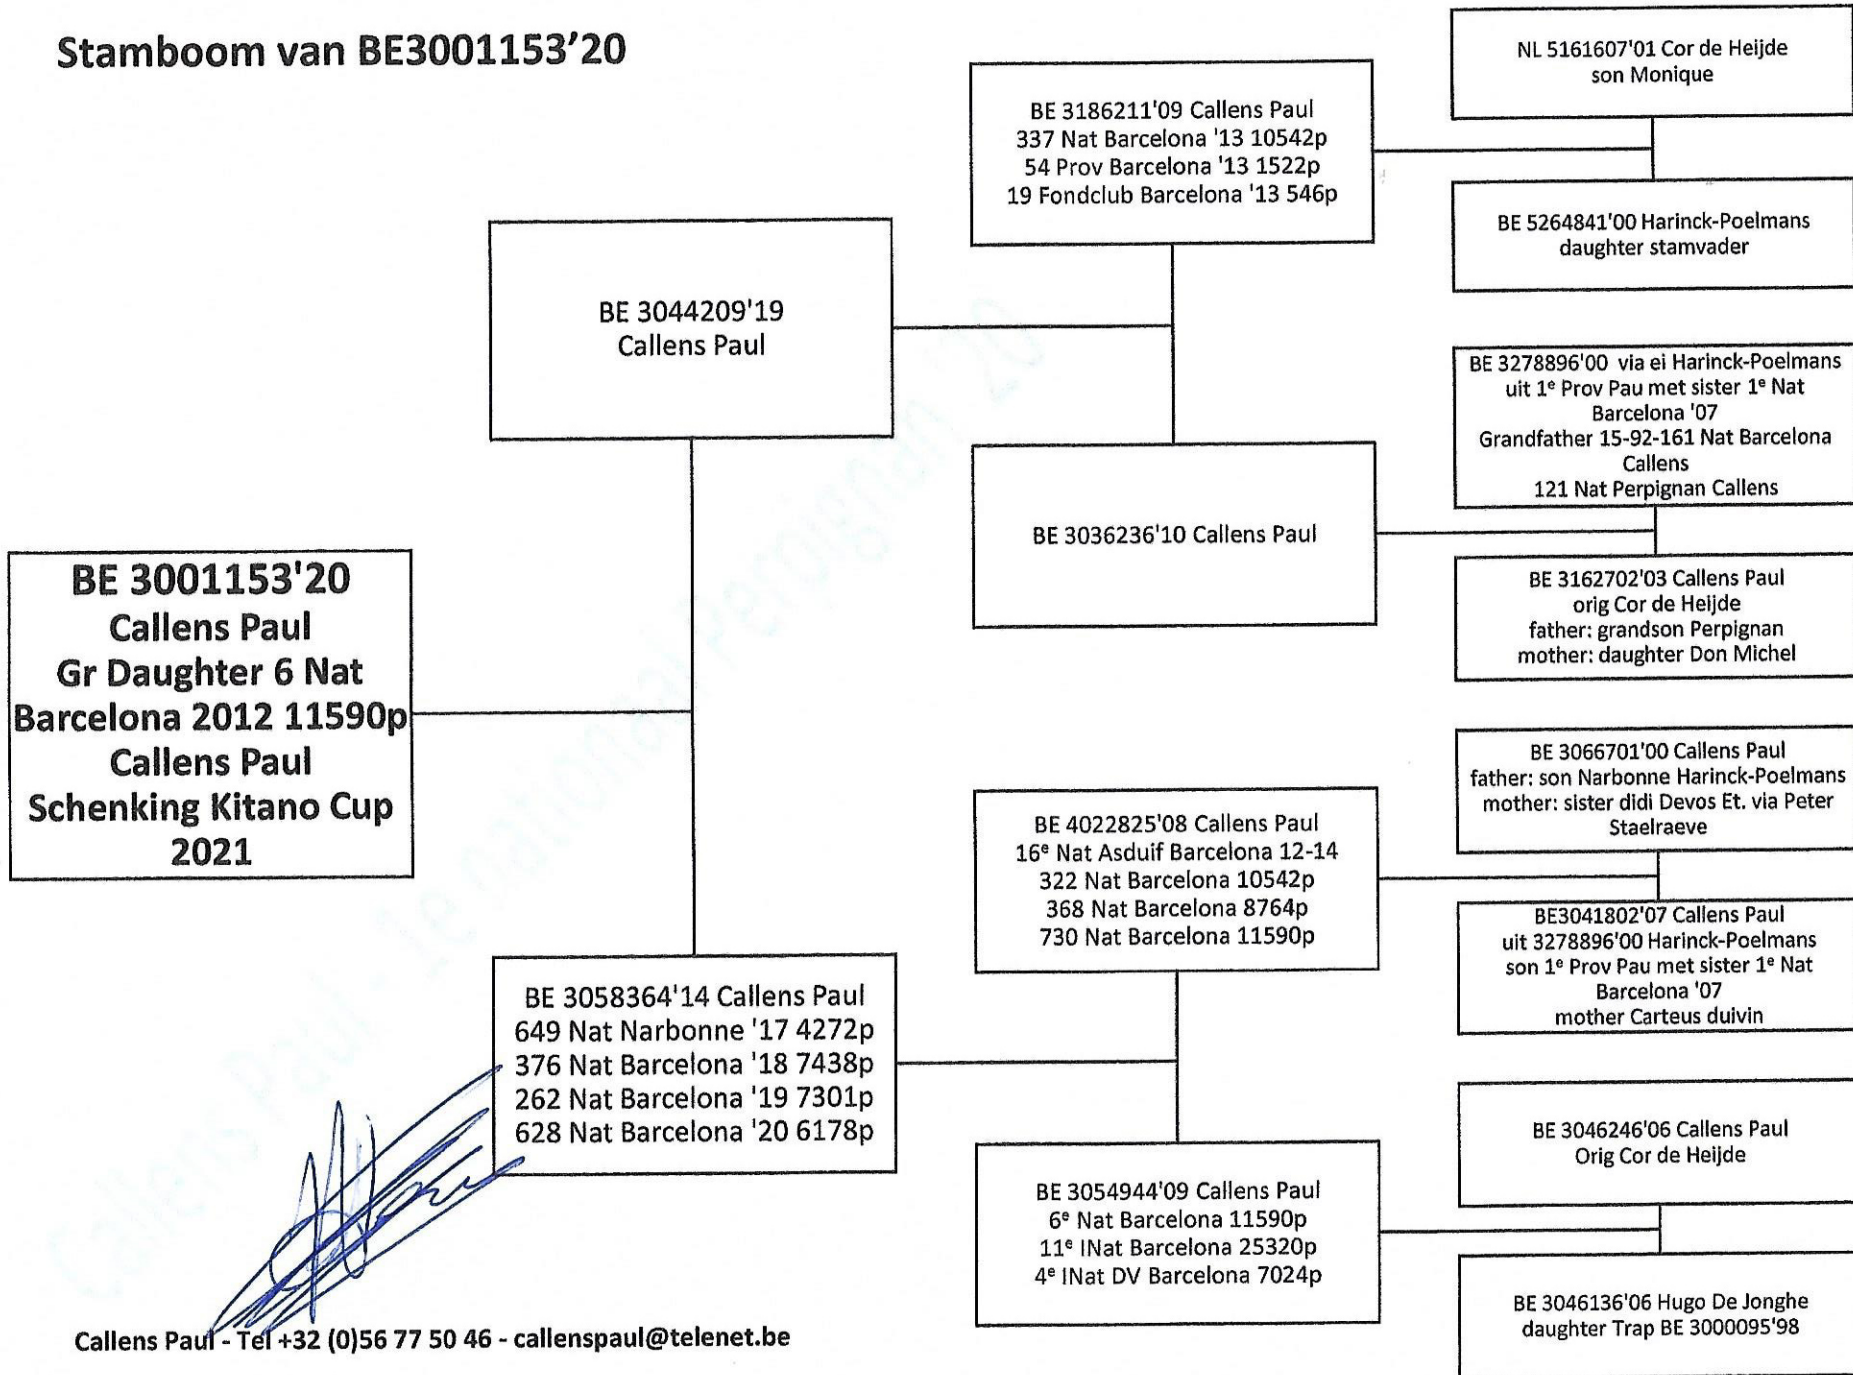 Stamboom van BE3001153'20
BE 3001153'20
Callens Paul
Gr Daughter 6 Nat
Barcelona 2012 11590p
Callens Paul
Schenking Kitano Cup
2021
BE 3044209'19
Callens Paul
BE 3058364'14 Callens Paul
649 Nat Narbonne '17 4272p
376 Nat Barcelona '18 7438p
262 Nat Barcelona '19 7301p
628 Nat Barcelona '20 6178p
BE 3186211'09 Callens Paul
337 Nat Barcelona '13 10542p
54 Prov Barcelona '13 1522p
19 Fondclub Barcelona '13 546p
BE 3036236'10 Callens Paul
BE 4022825'08 Callens Paul
16e Nat Asduif Barcelona 12-14
322 Nat Barcelona 10542p
368 Nat Barcelona 8764p
730 Nat Barcelona 11590p
BE 3054944'09 Callens Paul
6e Nat Barcelona 11590p
11e INat Barcelona 25320p
4e INat DV Barcelona 7024p
NL 5161607'01 Cor de Heijde
son Monique
BE 5264841'00 Harinck-Poelmans
daughter stamvader
BE 3278896'00 via ei Harinck-Poelmans
uit 1e Prov Pau met sister 1e Nat
Barcelona '07
Grandfather 15-92-161 Nat Barcelona
Callens
121 Nat Perpignan Callens
BE 3162702'03 Callens Paul
orig Cor de Heijde
father: grandson Perpignan
mother: daughter Don Michel
BE 3066701'00 Callens Paul
father: son Narbonne Harinck-Poelmans
mother: sister didi Devos Et. via Peter
Staelraeve
BE3041802'07 Callens Paul
uit 3278896'00 Harinck-Poelmans
son 1e Prov Pau met sister 1e Nat
Barcelona '07
mother Carteus duivin
BE 3046246'06 Callens Paul
Orig Cor de Heijde
BE 3046136'06 Hugo De Jonghe
daughter Trap BE 3000095'98
Callens Paul - 1e national Perpignan '20
Callens Paul - Tel +32 (0)56 77 50 46 - callenspaul@telenet.be